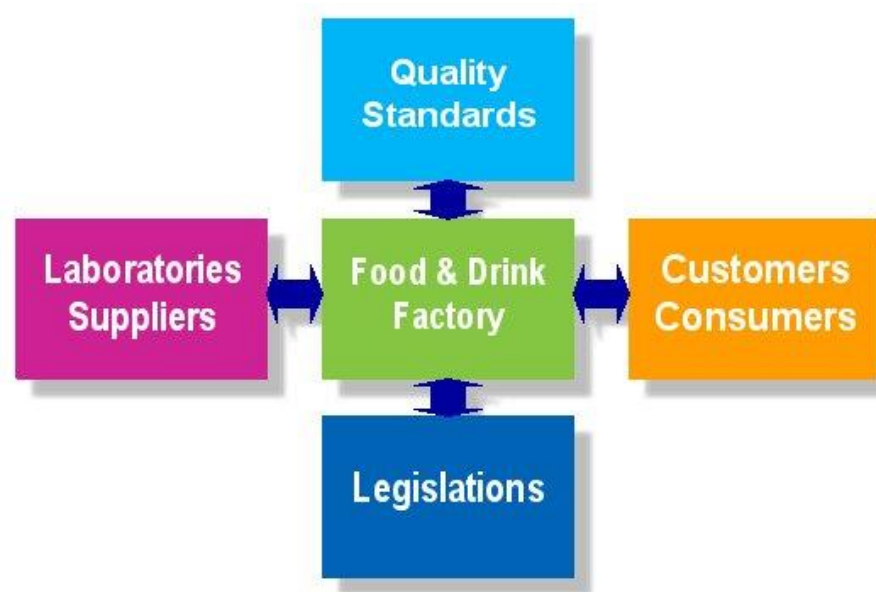 Quality
Standards
Laboratories
Suppliers
Food & Drink
Factory
Customers
Consumers
Legislations